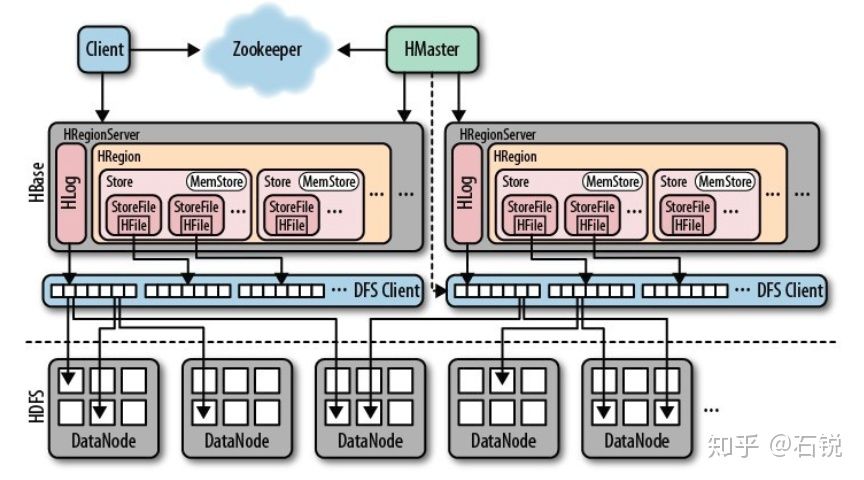 Client
Zookeeper
HMaster
HBase
HRegionServer
HLog
HRegion
Store
MemStore
StoreFile
HFile
StoreFile
HFile
...
Store
MemStore
StoreFile
HFile
...
...
...
HRegionServer
HLog
HRegion
Store
MemStore
StoreFile
HFile
StoreFile
HFile
...
Store
MemStore
StoreFile
HFile
...
...
...
... DFS Client
... DFS Client
HDFS
DataNode
DataNode
DataNode
DataNode
DataNode
...
知乎 @石锐